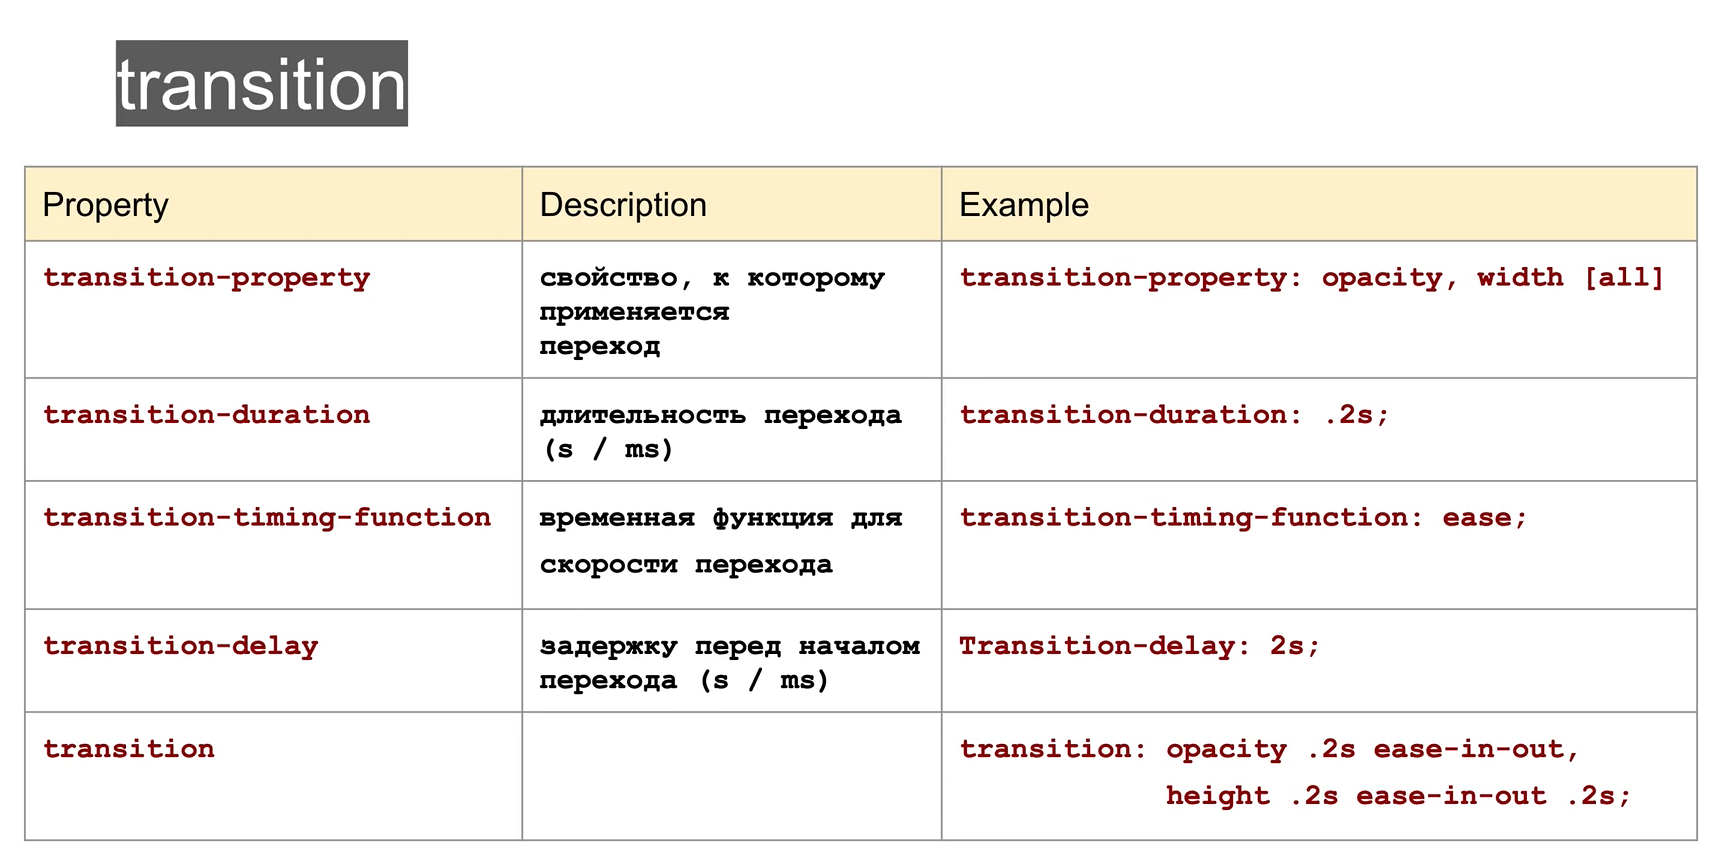 transition
Property Description Example
transition-property свойство, к которому transition-property: opacity, width [all]
применяется
переход
transition-duration длительность перехода transition-duration: .2s;
(s / ms)
transition-timing-function временная функция для transition-timing-function: ease;
скорости перехода
transition-delay задержку перед началом Transition-delay: 2s;
перехода (s / ms)
transition transition: opacity .2s ease-in-out,
height .2s ease-in-out .2s;